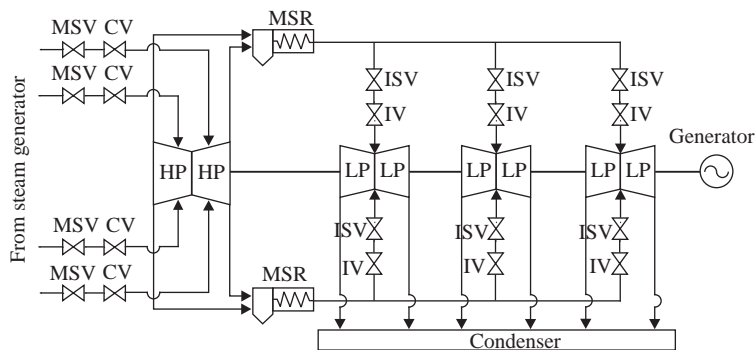 MSR
MSV CV
ISV ISV ISV
MSV CV
IV IV IV
Generator
From steam generator
HP HP
LP LP LP LP LP LP
MSV CV
ISV ISV ISV
MSV CV
IV IV IV
MSR
Condenser